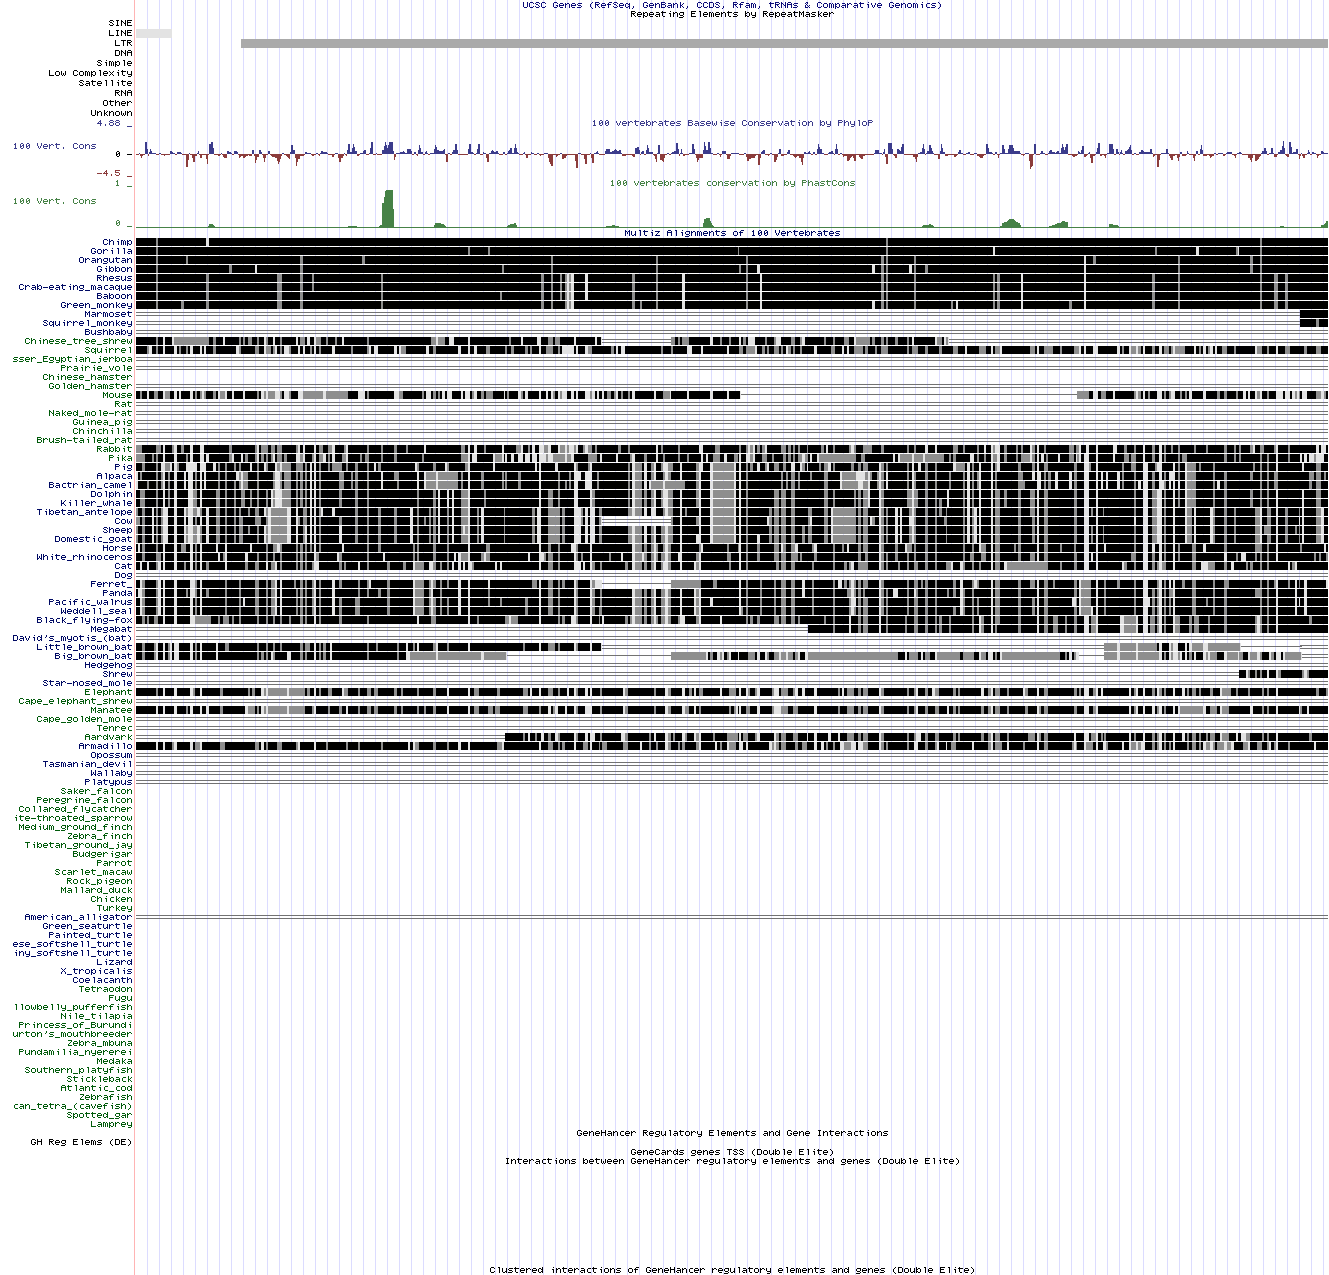 UCSC Genes (RefSeq, GenBank, CCDS, Rfam, tRNAs & Comparative Genomics)
Repeating Elements by RepeatMasker
SINE
LINE
LTR
DNA
Simple
Low Complexity
Satellite
RNA
Other
Unknown
4.88 _
100 vertebrates Basewise Conservation by PhyloP
100 Vert. Cons
0 -
-4.5 _
100 vertebrates conservation by PhastCons
1 _
100 Vert. Cons
0 _
Multiz Alignments of 100 Vertebrates
Chimp
Gorilla
Orangutan
Gibbon
Rhesus
Crab-eating_macaque
Baboon
Green_monkey
Marmoset
Squirrel_monkey
Bushbaby
Chinese_tree_shrew
Squirrel
sser_Egyptian_jerboa
Prairie_vole
Chinese_hamster
Golden_hamster
Mouse
Rat
Naked_mole-rat
Guinea_pig
Chinchilla
Brush-tailed_rat
Rabbit
Pika
Pig
Alpaca
Bactrian_camel
Dolphin
Killer_whale
Tibetan_antelope
Cow
Sheep
Domestic_goat
Horse
White_rhinoceros
Cat
Dog
Ferret_
Panda
Pacific_walrus
Weddell_seal
Black_flying-fox
Megabat
David's_myotis_(bat)
Little_brown_bat
Big_brown_bat
Hedgehog
Shrew
Star-nosed_mole
Elephant
Cape_elephant_shrew
Manatee
Cape_golden_mole
Tenrec
Aardvark
Armadillo
Opossum
Tasmanian_devil
Wallaby
Platypus
Saker_falcon
Peregrine_falcon
Collared_flycatcher
ite-throated_sparrow
Medium_ground_finch
Zebra_finch
Tibetan_ground_jay
Budgerigar
Parrot
Scarlet_macaw
Rock_pigeon
Mallard_duck
Chicken
Turkey
American_alligator
Green_seaturtle
Painted_turtle
ese_softshell_turtle
iny_softshell_turtle
Lizard
X_tropicalis
Coelacanth
Tetraodon
Fugu
llowbelly_pufferfish
Nile_tilapia
Princess_of_Burundi
urton's_mouthbreeder
Zebra_mbuna
Pundamilia_nyererei
Medaka
Southern_platyfish
Stickleback
Atlantic_cod
Zebrafish
can_tetra_(cavefish)
Spotted_gar
Lamprey
GeneHancer Regulatory Elements and Gene Interactions
GH Reg Elems (DE)
GeneCards genes TSS (Double Elite)
Interactions between GeneHancer regulatory elements and genes (Double Elite)
Clustered interactions of GeneHancer regulatory elements and genes (Double Elite)